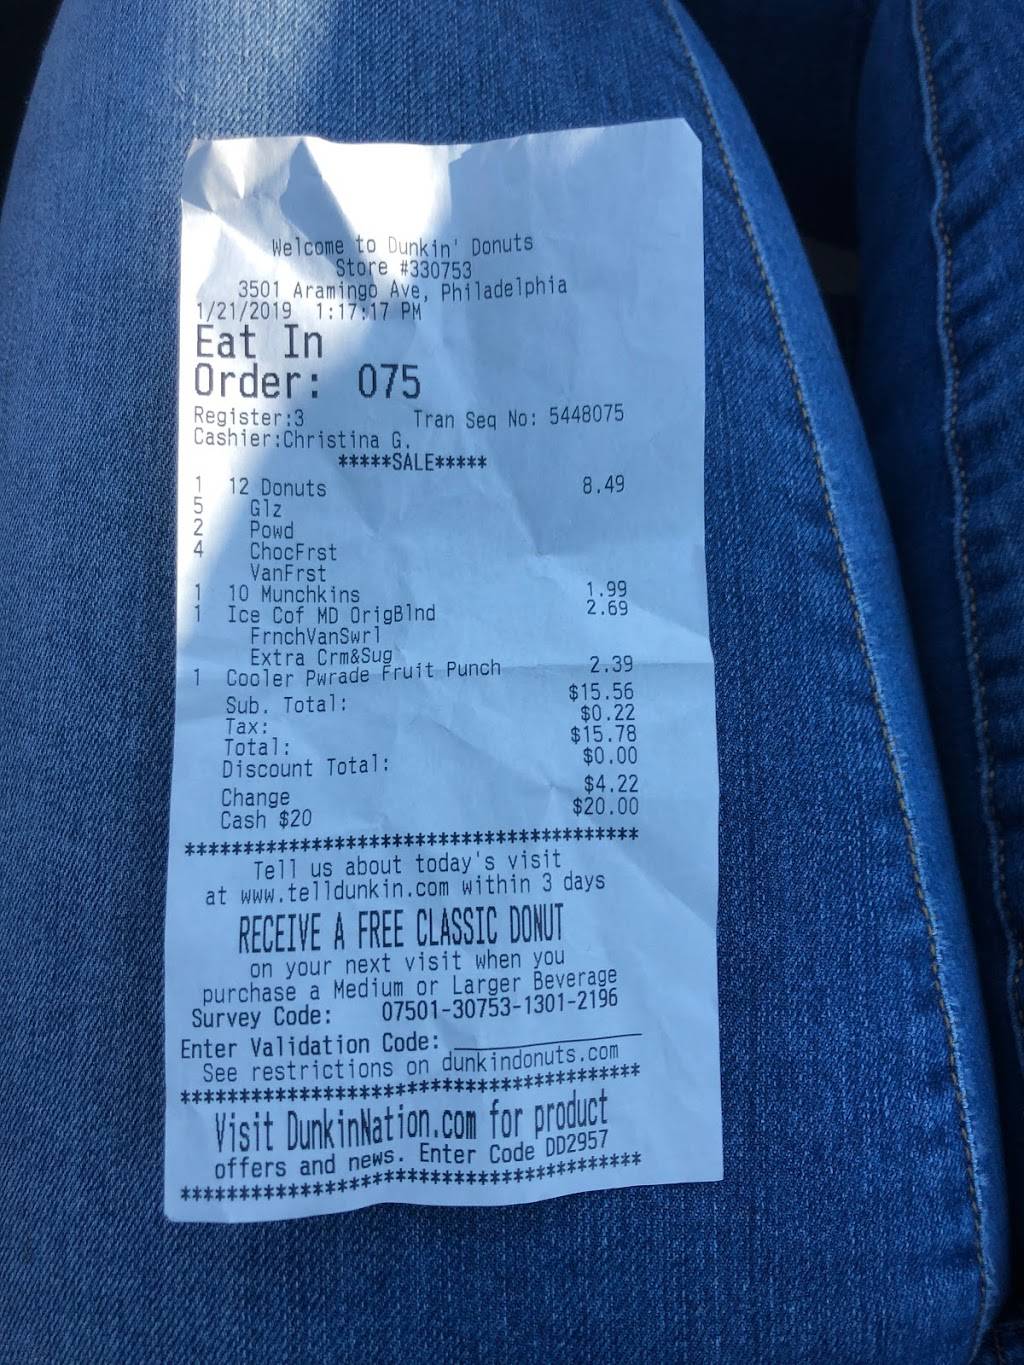 Welcome to Dunkin' Donuts
Store #330753
3501 Aramingo Ave, Philadelphia
1/21/2019 1:17:17 PM
Eat In
Order: 075
Register:3 Tran Seq No: 5448075
Cashier:Christina G.
*****SALE*****
1 12 Donuts 8.49
5 Glz
2 Powd
4 ChocFrst
VanFrst
1 10 Munchkins 1.99
1 Ice Cof MD OrigBlnd 2.69
FrnchVanSwrl
Extra Crm&Sug
1 Cooler Pwrade Fruit Punch 2.39
Sub. Total: $15.56
Tax: $0.22
Total: $15.78
Discount Total: $0.00
Change $4.22
Cash $20 $20.00
****************************************
Tell us about today's visit
at www.telldunkin.com within 3 days
RECEIVE A FREE CLASSIC DONUT
on your next visit when you
purchase a Medium or Larger Beverage
Survey Code: 07501-30753-1301-2196
Enter Validation Code: ________________
See restrictions on dunkindonuts.com
****************************************
Visit DunkinNation.com for product
offers and news. Enter Code DD2957
****************************************